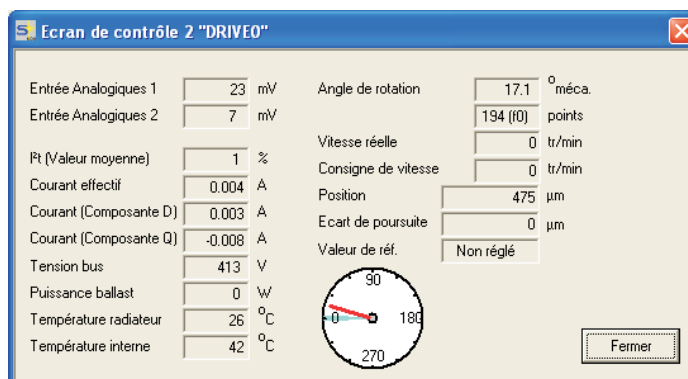 Ecran de contrôle 2 "DRIVE0"
Entrée Analogiques 1 23 mV
Entrée Analogiques 2 7 mV
I²t (Valeur moyenne) 1 %
Courant effectif 0.004 A
Courant (Composante D) 0.003 A
Courant (Composante Q) -0.008 A
Tension bus 413 V
Puissance ballast 0 W
Température radiateur 26 °C
Température interne 42 °C
Angle de rotation 17.1 °méca.
194 (f0) points
Vitesse réelle 0 tr/min
Consigne de vitesse 0 tr/min
Position 475 µm
Ecart de poursuite 0 µm
Valeur de réf. Non réglé
90
0 180
270
Fermer